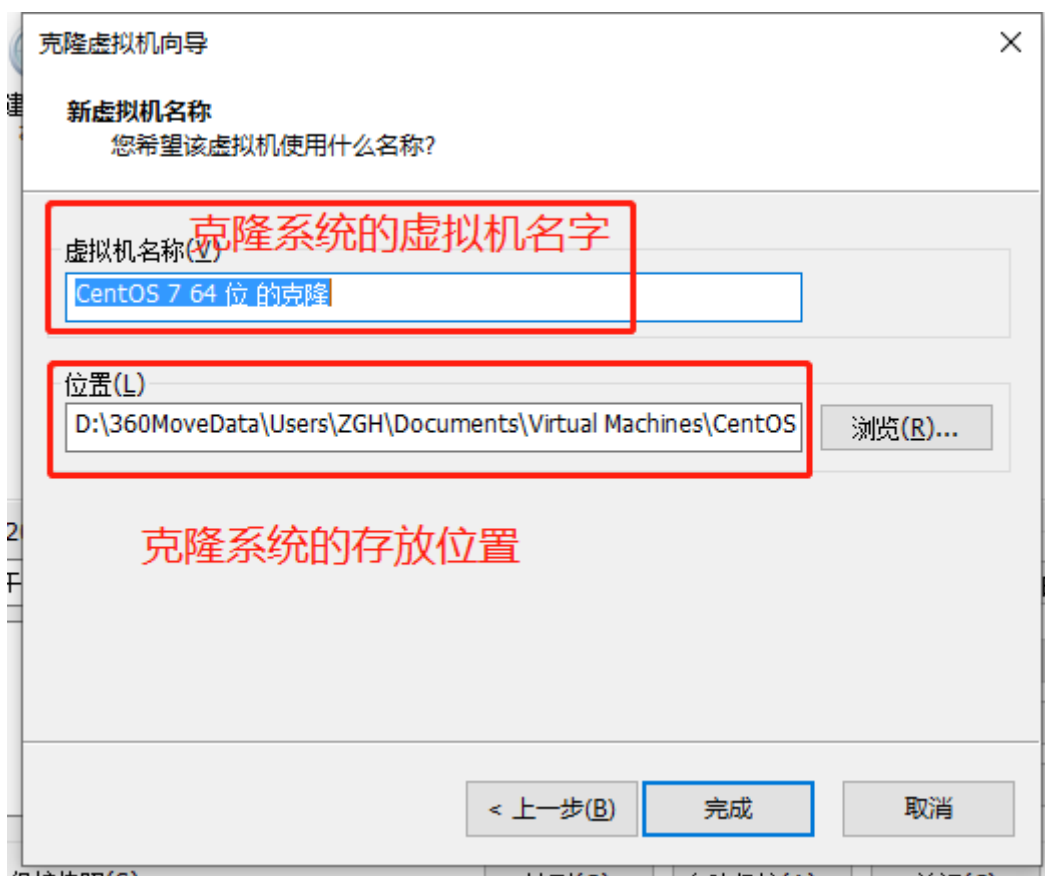 克隆虚拟机向导
新虚拟机名称
您希望该虚拟机使用什么名称?
克隆系统的虚拟机名字
虚拟机名称(V)
CentOS 7 64 位 的克隆
位置(L)
D:\360MoveData\Users\ZGH\Documents\Virtual Machines\CentOS
浏览(R)...
克隆系统的存放位置
< 上一步(B)
完成
取消